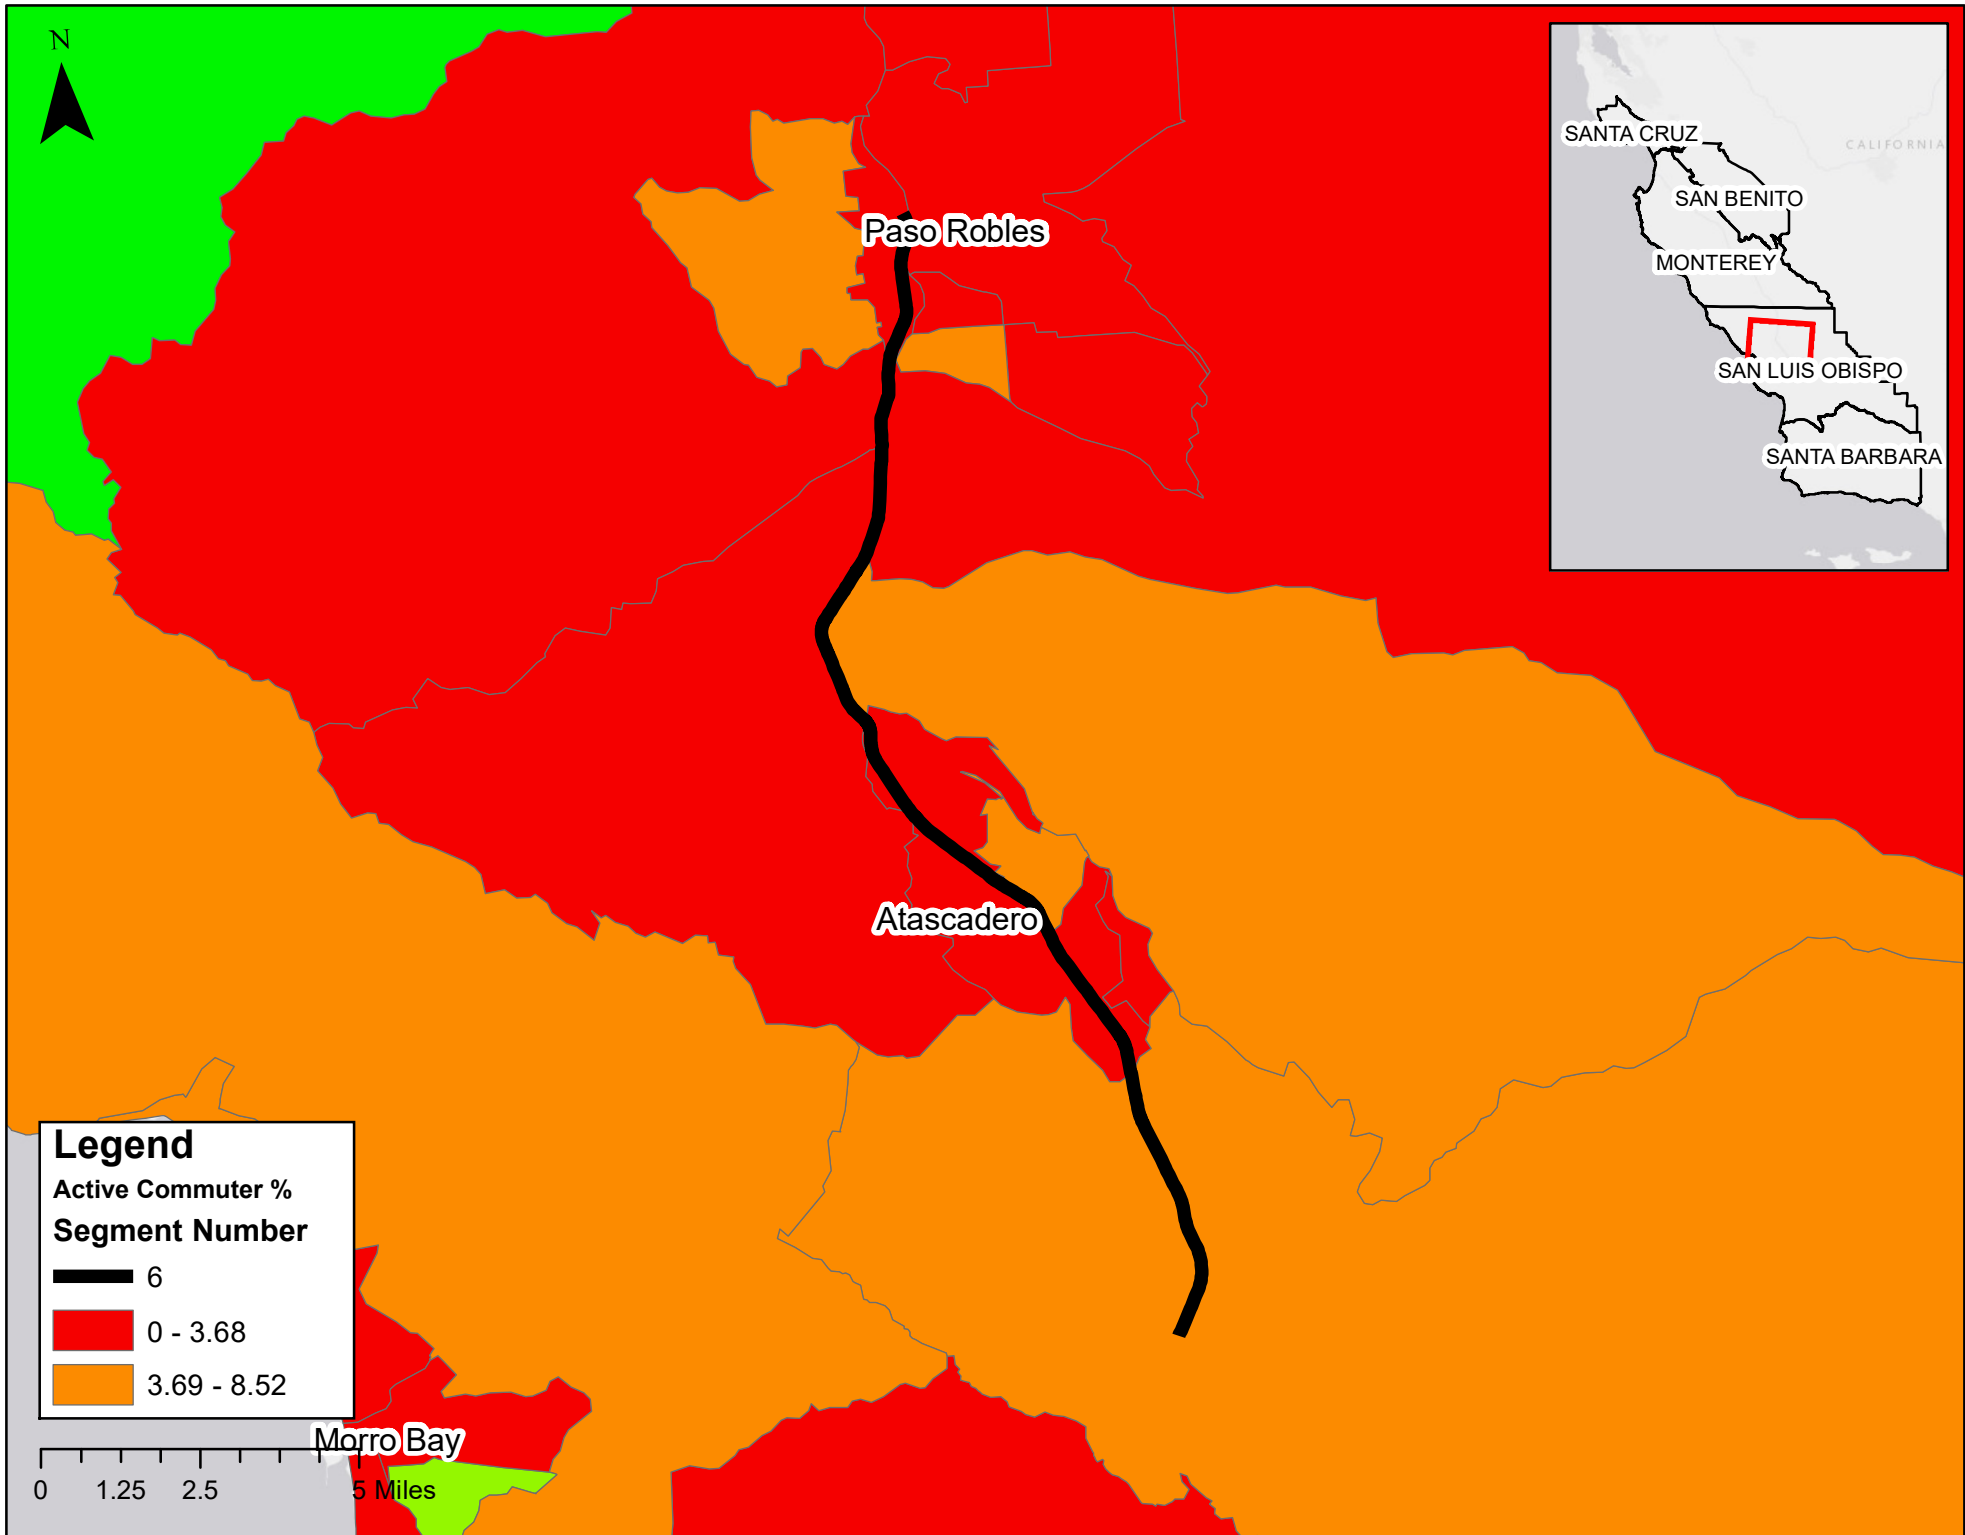 N
SANTA CRUZ
CALIFORNIA
SAN BENITO
MONTEREY
SAN LUIS OBISPO
SANTA BARBARA
Paso Robles
Atascadero
Legend
Active Commuter %
Segment Number
6
0 - 3.68
3.69 - 8.52
Morro Bay
0 1.25 2.5 5 Miles